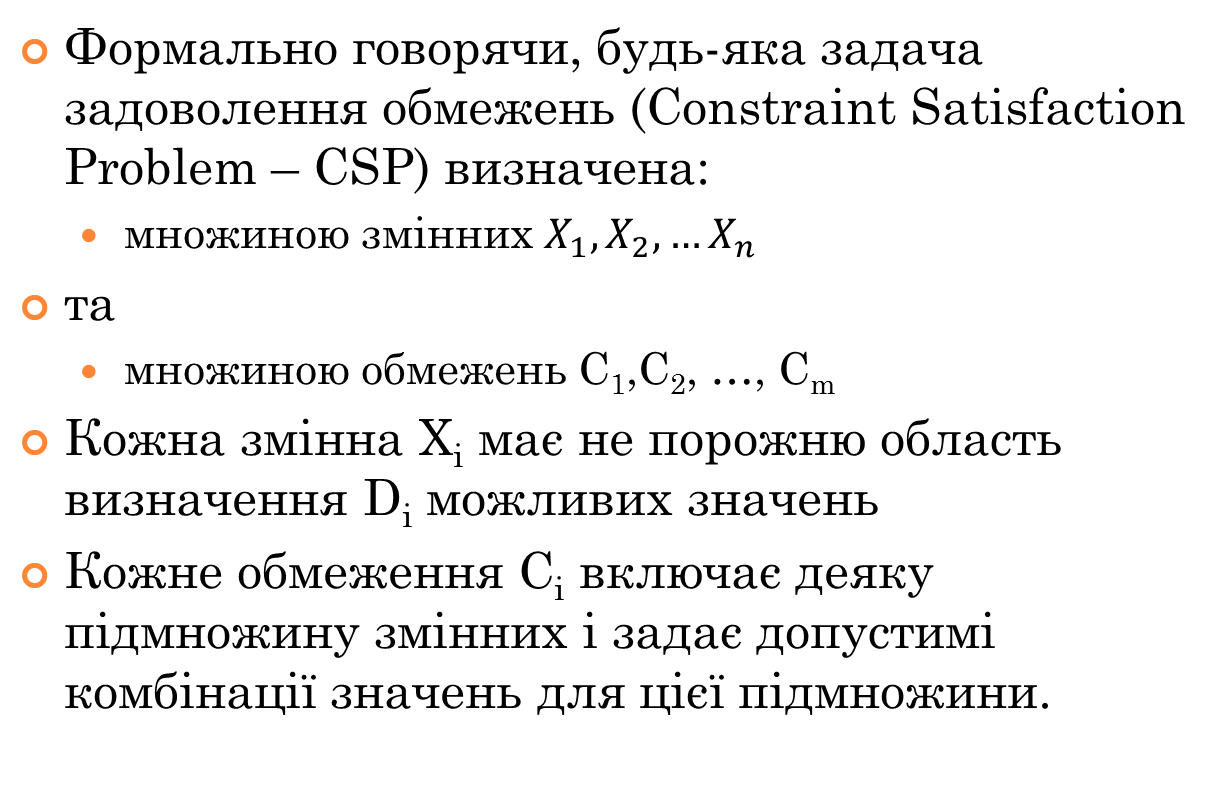 Формально говорячи, будь-яка задача
задоволення обмежень (Constraint Satisfaction
Problem – CSP) визначена:
множиною змінних X₁, X₂, … Xₙ
та
множиною обмежень C₁,C₂, …, Cₘ
Кожна змінна Xᵢ має не порожню область
визначення Dᵢ можливих значень
Кожне обмеження Cᵢ включає деяку
підмножину змінних і задає допустимі
комбінації значень для цієї підмножини.